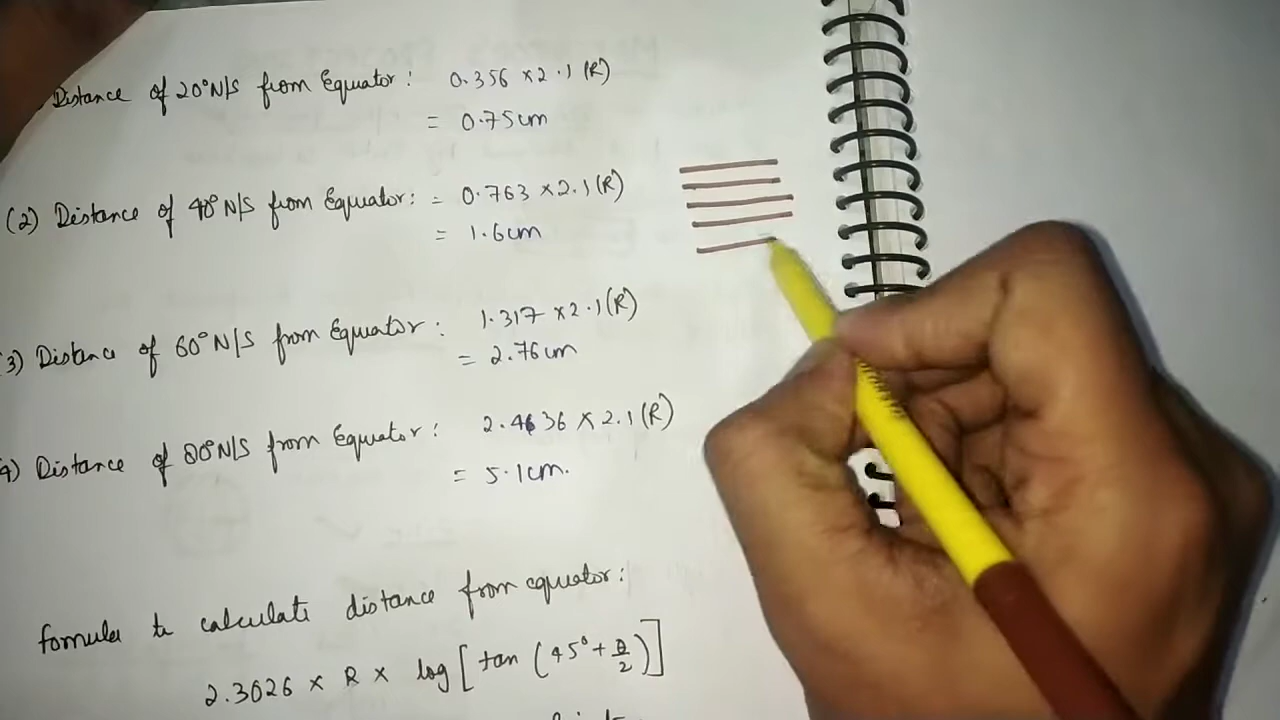 Distance of 20°N/S from Equator: 0.356 × 2.1 (R)
= 0.75cm
(2) Distance of 40°N/S from Equator: = 0.763 × 2.1 (R)
= 1.6cm
3) Distance of 60°N/S from Equator: 1.317 × 2.1 (R)
= 2.76cm
4) Distance of 80°N/S from Equator: 2.4636 × 2.1 (R)
= 5.1cm.
formula to calculate distance from equator:
2.3026 × R × log [tan (45° + θ/2)]